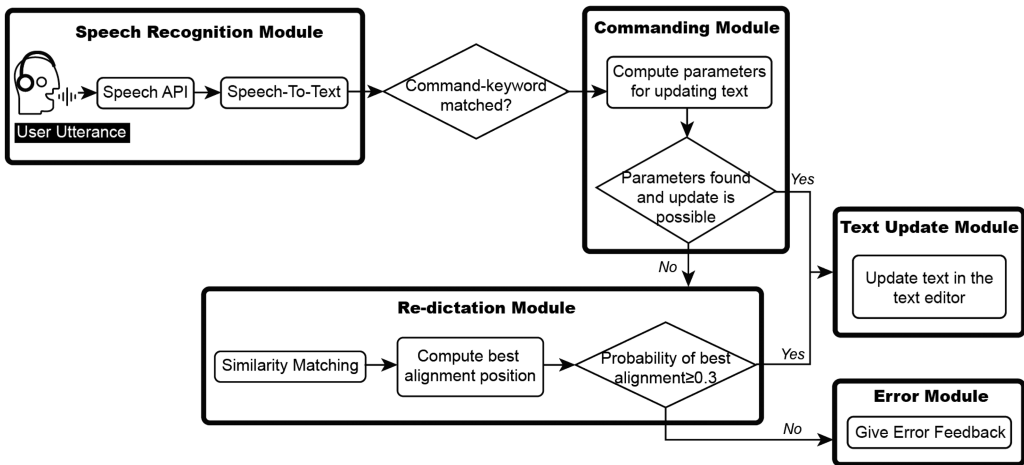 Speech Recognition Module
Speech API
Speech-To-Text
User Utterance
Command-keyword
matched?
Commanding Module
Compute parameters
for updating text
Parameters found
and update is
possible
Yes
No
Text Update Module
Update text in the
text editor
Re-dictation Module
Similarity Matching
Compute best
alignment position
Probability of best
alignment≥0.3
Yes
No
Error Module
Give Error Feedback